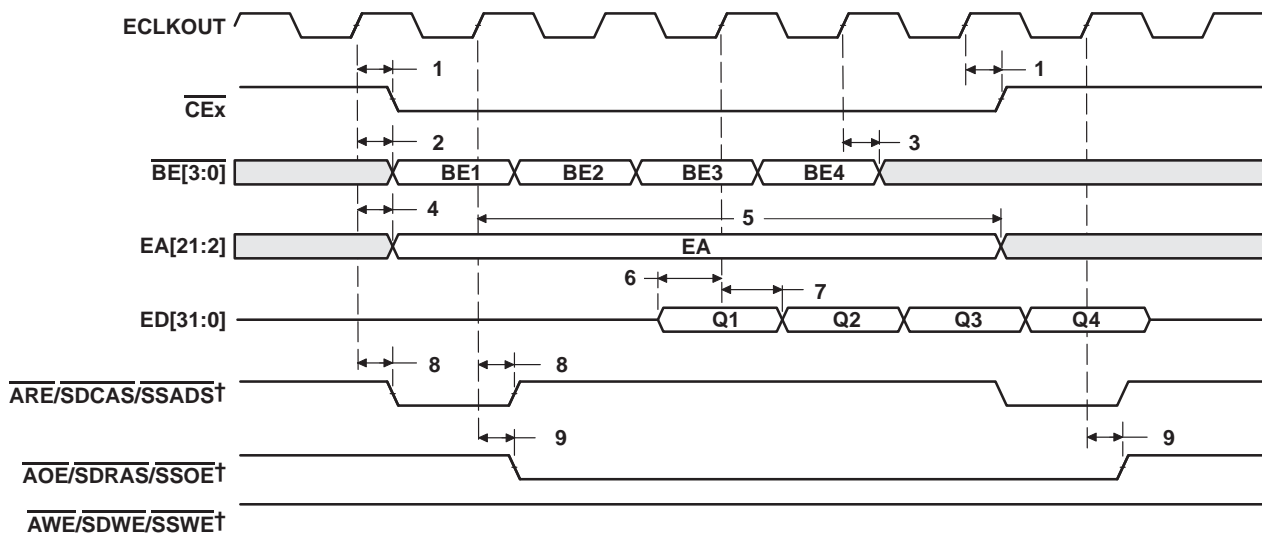 ECLKOUT
1 1
CEx
2 3
BE[3:0] BE1 BE2 BE3 BE4
4 5
EA[21:2] EA
6 7
ED[31:0] Q1 Q2 Q3 Q4
8 8
ARE/SDCAS/SSADS†
9 9
AOE/SDRAS/SSOE†
AWE/SDWE/SSWE†